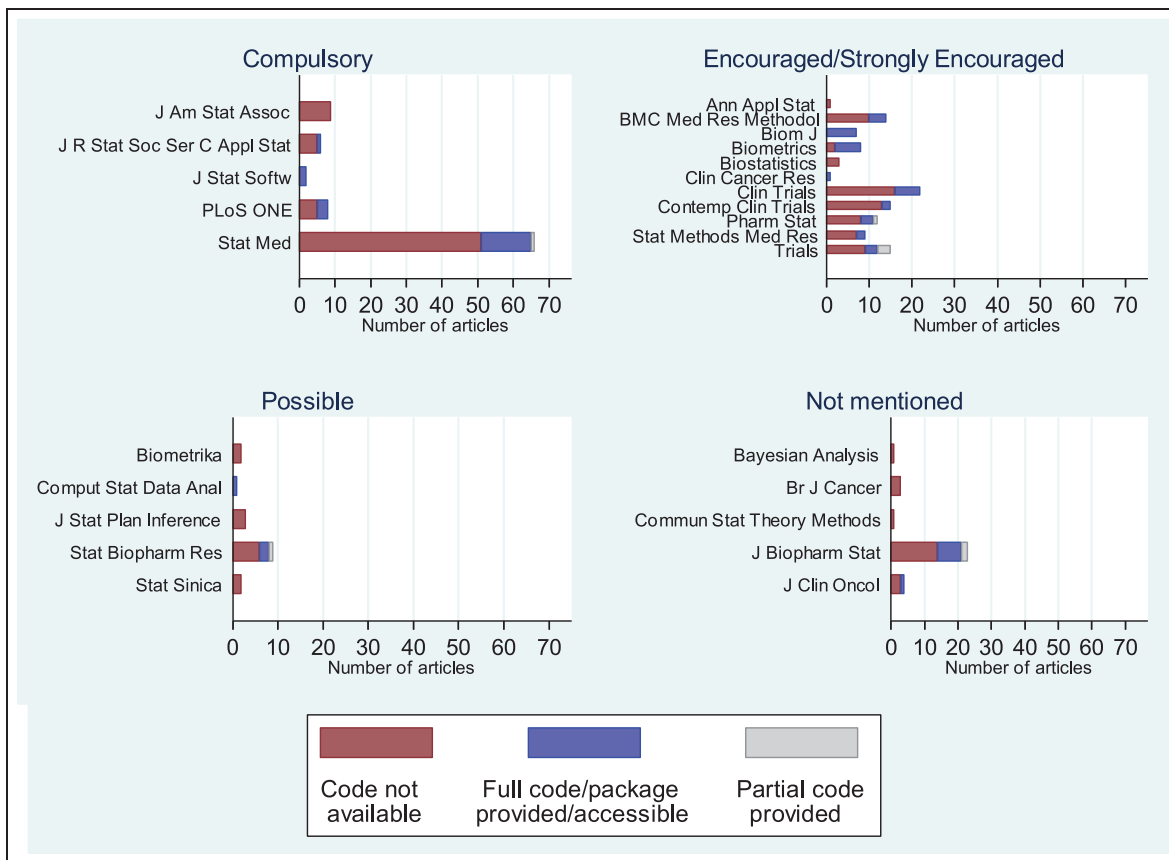 Compulsory
J Am Stat Assoc
J R Stat Soc Ser C Appl Stat
J Stat Softw
PLoS ONE
Stat Med
0 10 20 30 40 50 60 70
Number of articles
Encouraged/Strongly Encouraged
Ann Appl Stat
BMC Med Res Methodol
Biom J
Biometrics
Biostatistics
Clin Cancer Res
Clin Trials
Contemp Clin Trials
Pharm Stat
Stat Methods Med Res
Trials
0 10 20 30 40 50 60 70
Number of articles
Possible
Biometrika
Comput Stat Data Anal
J Stat Plan Inference
Stat Biopharm Res
Stat Sinica
0 10 20 30 40 50 60 70
Number of articles
Not mentioned
Bayesian Analysis
Br J Cancer
Commun Stat Theory Methods
J Biopharm Stat
J Clin Oncol
0 10 20 30 40 50 60 70
Number of articles
Code not
available
Full code/package
provided/accessible
Partial code
provided